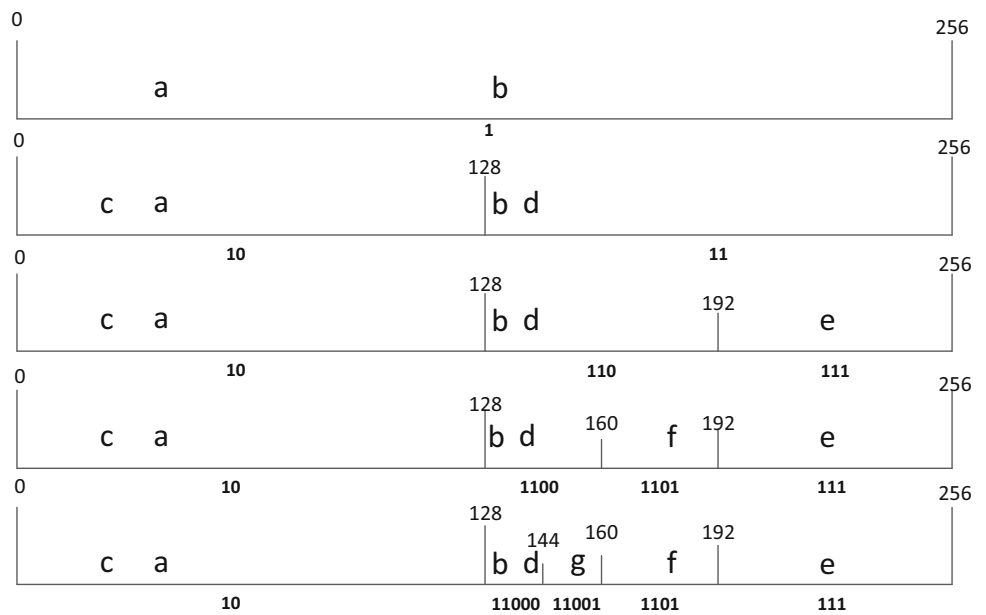 0 256
a b
1
0 128 256
c a b d
10 11
0 128 192 256
c a b d e
10 110 111
0 128 160 192 256
c a b d f e
10 1100 1101 111
0 128 144 160 192 256
c a b d g f e
10 11000 11001 1101 111